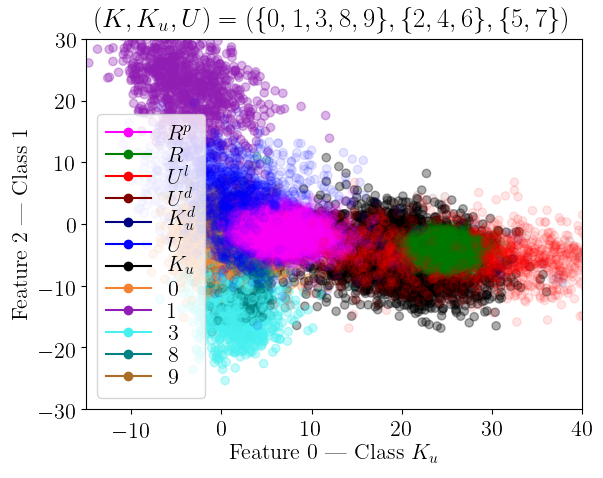 (K, K_u, U) = ({0, 1, 3, 8, 9}, {2, 4, 6}, {5, 7})
30
20
10
0
−10
−20
−30
Feature 2 — Class 1
R^p
R
U^l
U^d
K_u^d
U
K_u
0
1
3
8
9
−10 0 10 20 30 40
Feature 0 — Class K_u